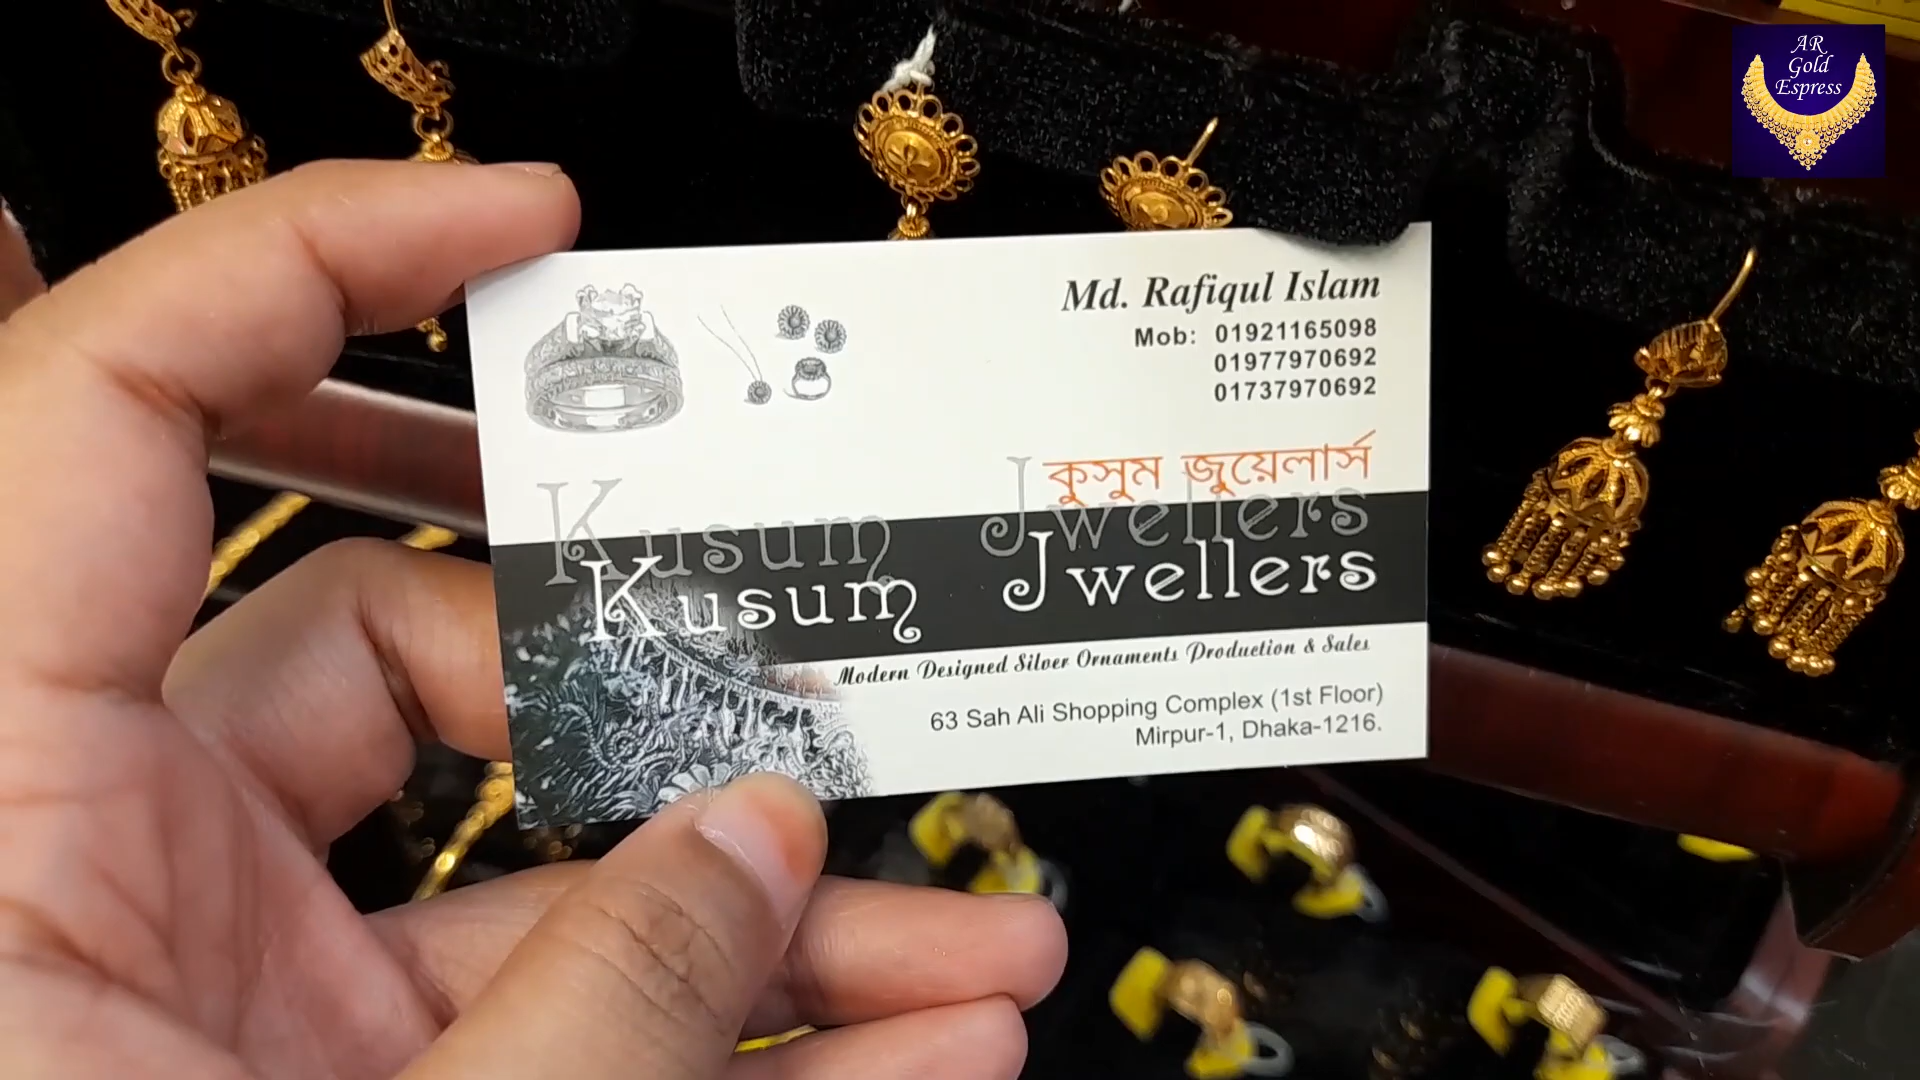 AR
Gold
Espress
Md. Rafiqul Islam
Mob: 01921165098
01977970692
01737970692
কুসুম জুয়েলার্স
Kusum Jwellers
Kusum Jwellers
Modern Designed Silver Ornaments Production & Sales
63 Sah Ali Shopping Complex (1st Floor)
Mirpur-1, Dhaka-1216.